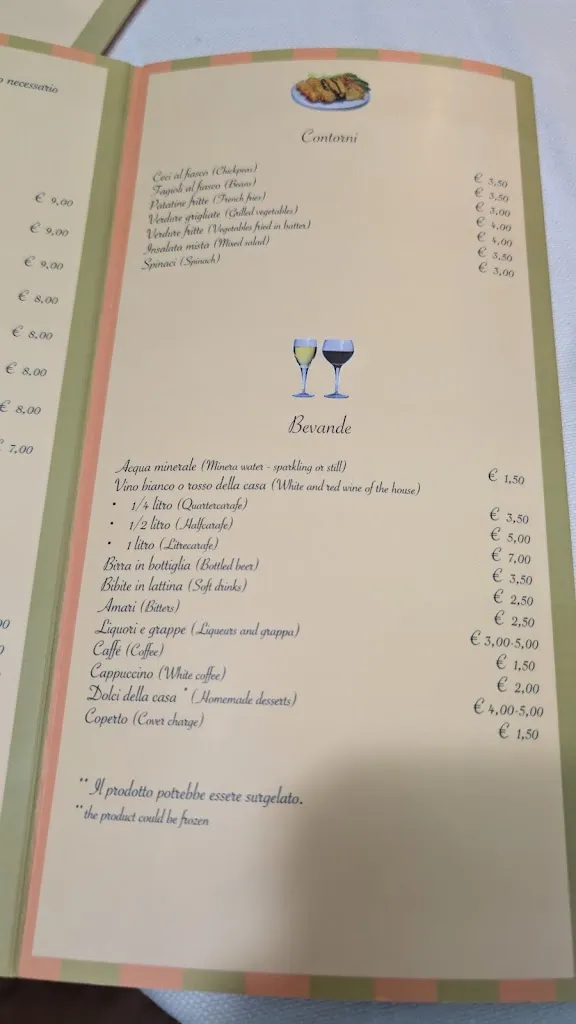 o necessario
€ 9,00
€ 9,00
€ 9,00
€ 8,00
€ 8,00
€ 8,00
€ 8,00
€ 7,00
Contorni
Ceci al fiasco (Chickpeas) € 3,50
Fagioli al fiasco (Beans) € 3,50
Patatine fritte (French fries) € 3,00
Verdure grigliate (Grilled vegetables) € 4,00
Verdure fritte (Vegetables fried in batter) € 4,00
Insalata mista (Mixed salad) € 3,50
Spinaci (Spinach) € 3,00
Bevande
Acqua minerale (Minera water - sparkling or still) € 1,50
Vino bianco o rosso della casa (White and red wine of the house)
• 1/4 litro (Quartercarafe) € 3,50
• 1/2 litro (Halfcarafe) € 5,00
• 1 litro (Litrecarafe) € 7,00
Birra in bottiglia (Bottled beer) € 3,50
Bibite in lattina (Soft drinks) € 2,50
Amari (Bitters) € 2,50
Liquori e grappe (Liqueurs and grappa) € 3,00-5,00
Caffé (Coffee) € 1,50
Cappuccino (White coffee) € 2,00
Dolci della casa * (Homemade desserts) € 4,00-5,00
Coperto (Cover charge) € 1,50
** Il prodotto potrebbe essere surgelato.
** the product could be frozen